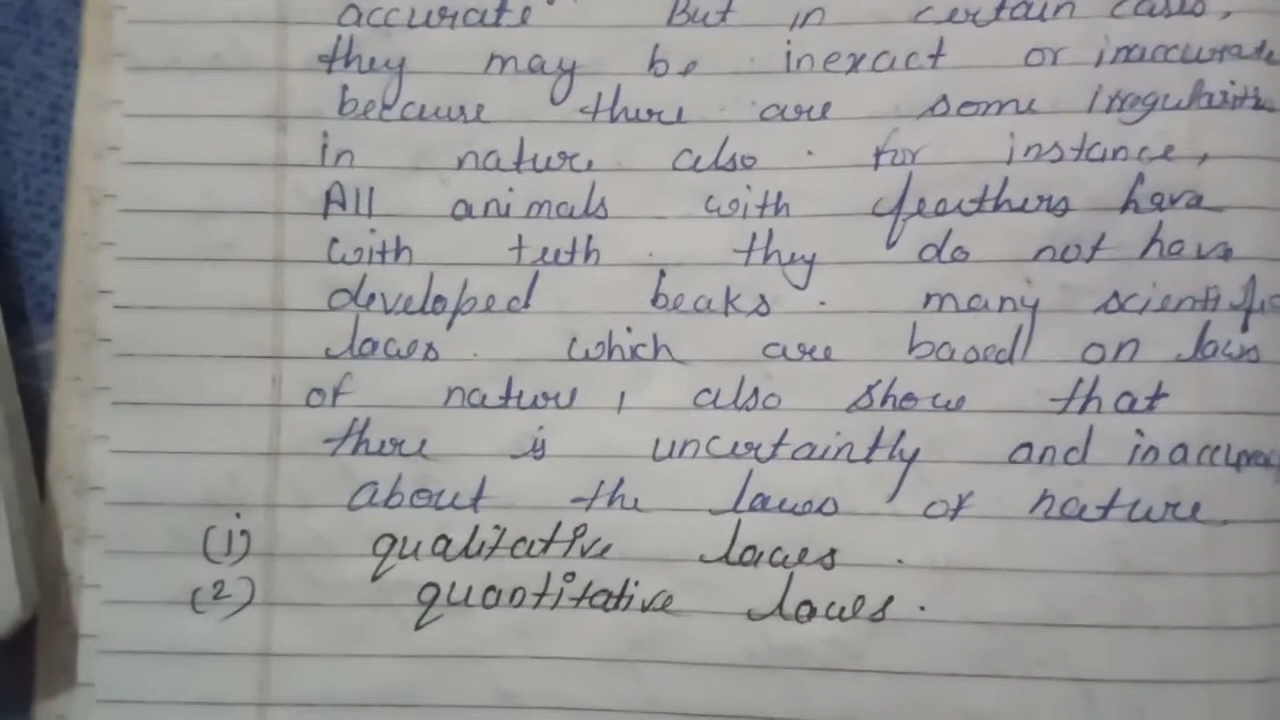 accurate But in certain cases,
they may be inexact or inaccurate
because there are some irregularitie
in nature also . for instance,
All animals with feathers have
with teeth . they do not have
developed beaks . many scientific
laws . which are based on laws
of nature , also show that
there is uncertaintly and inaccuracy
about the laws of nature.
(i) qualitative laws .
(2) quantitative laws .